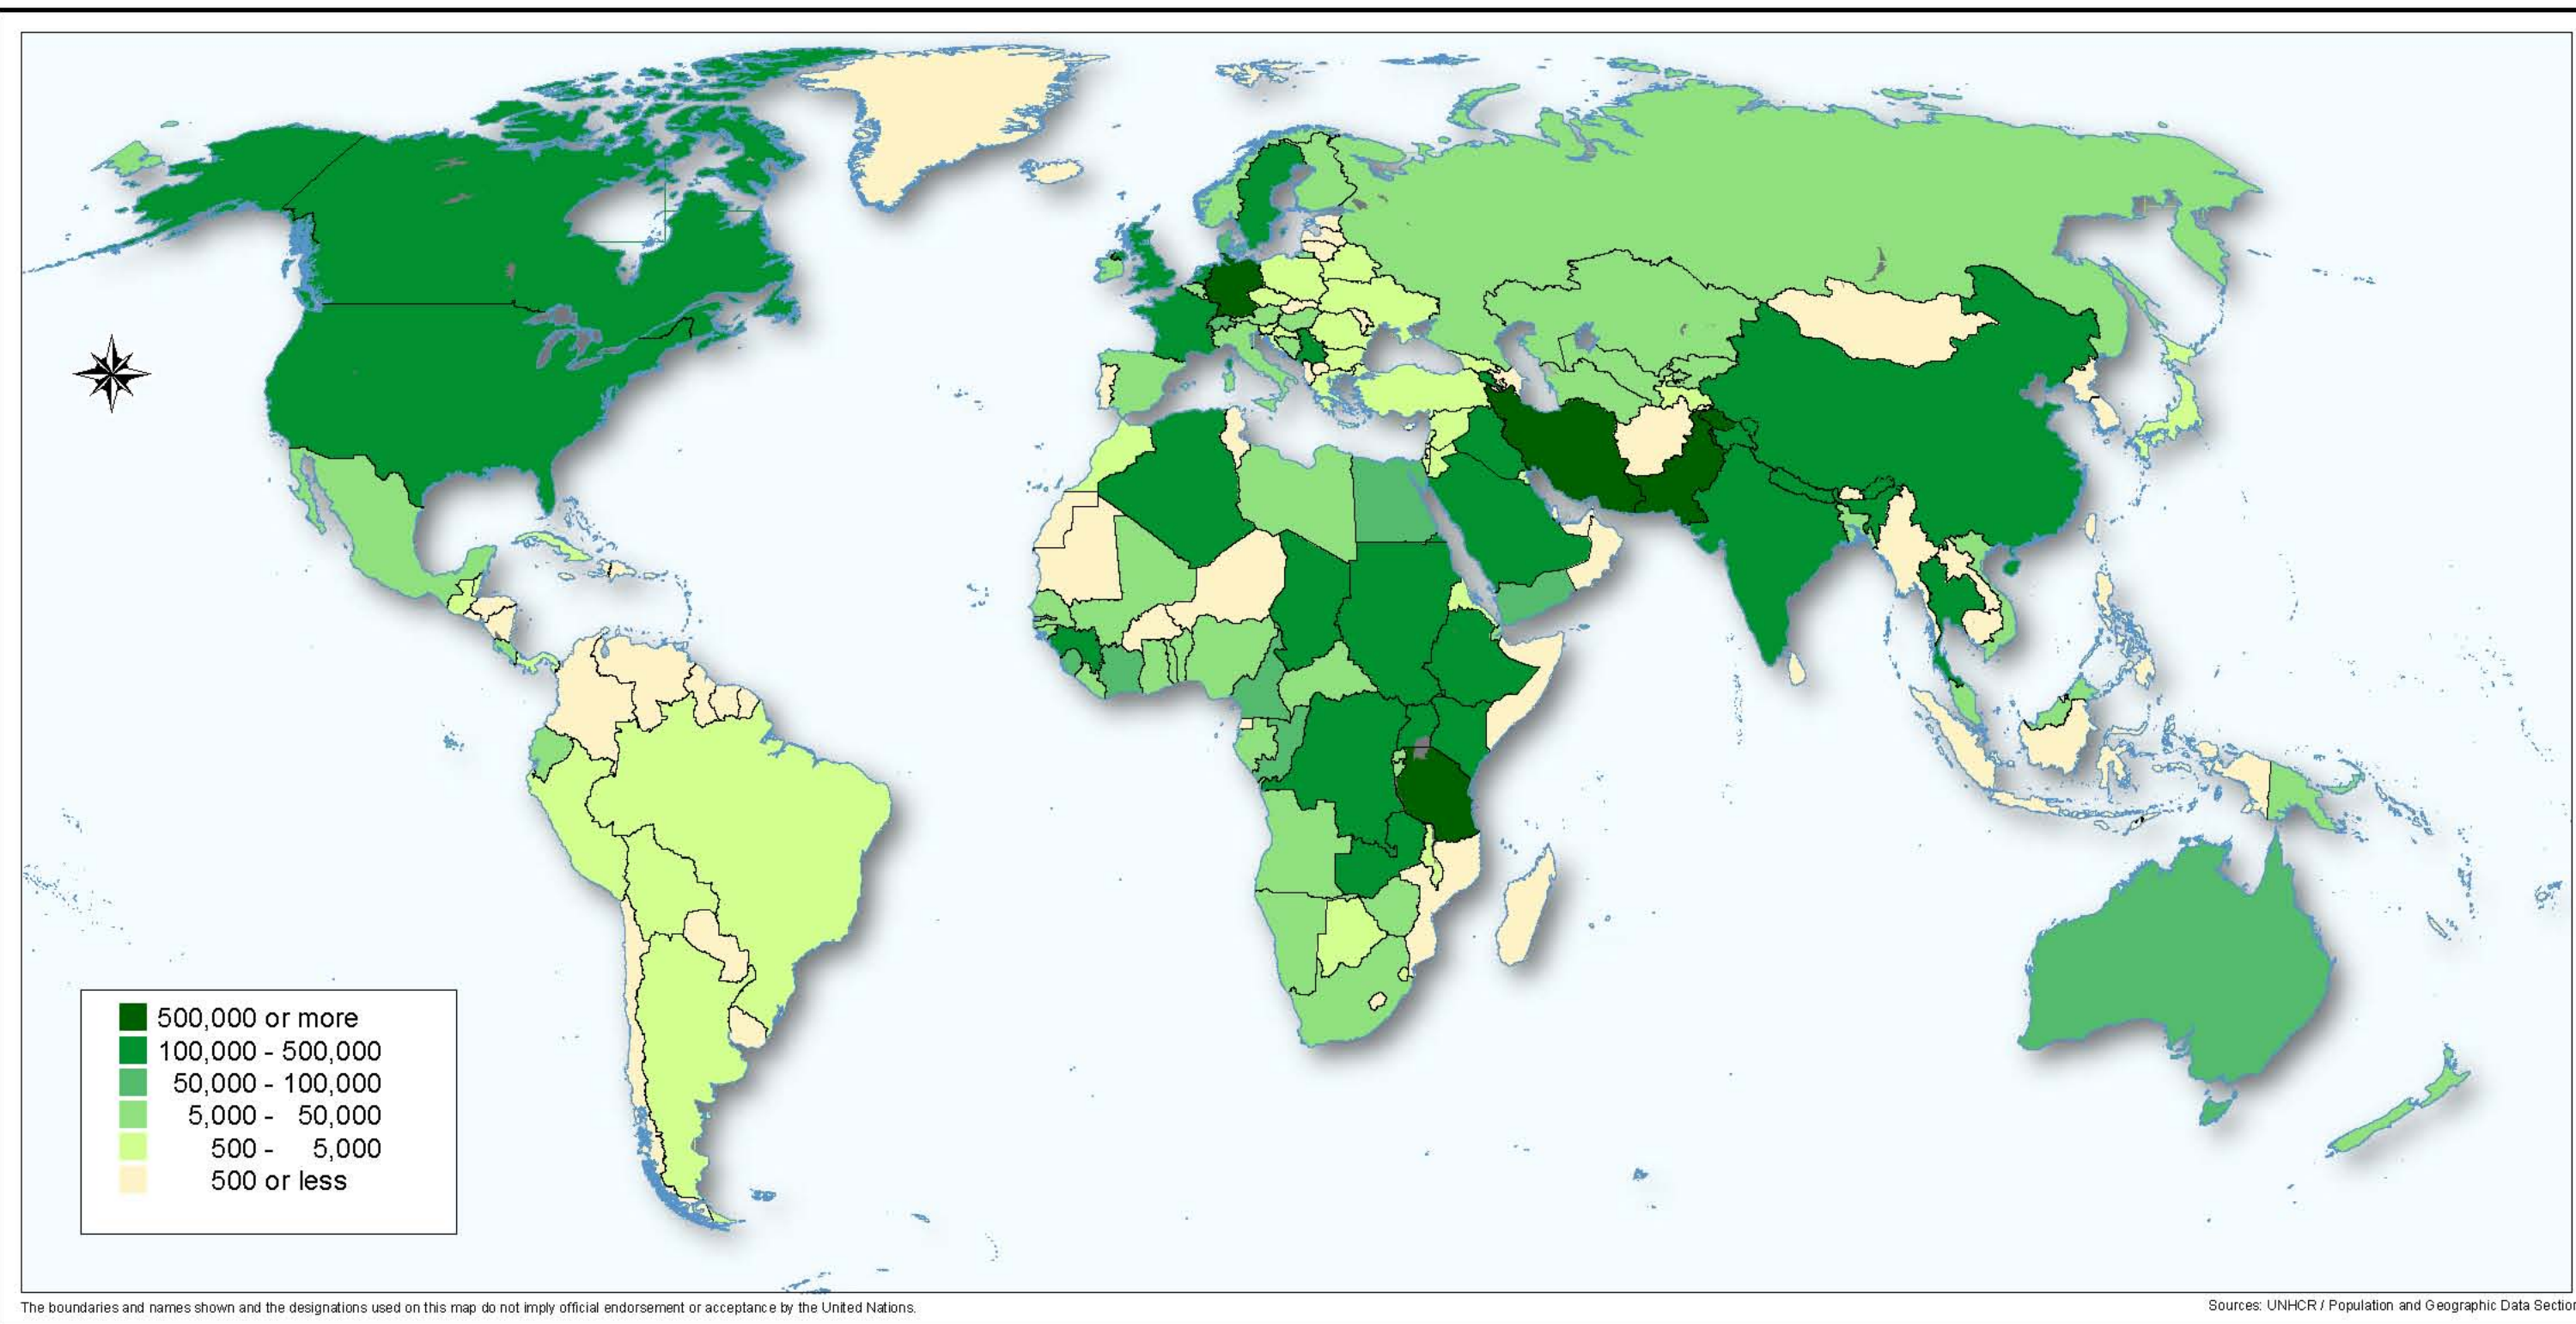 500,000 or more
100,000 - 500,000
50,000 - 100,000
5,000 - 50,000
500 - 5,000
500 or less
The boundaries and names shown and the designations used on this map do not imply official endorsement or acceptance by the United Nations.
Sources: UNHCR / Population and Geographic Data Section